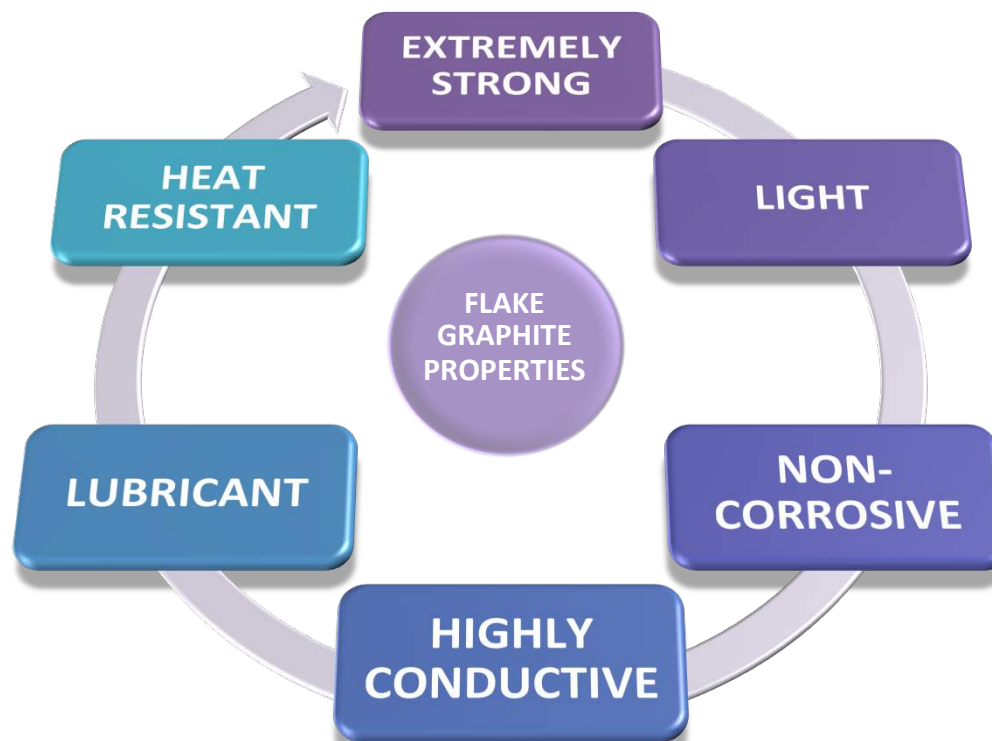 EXTREMELY
STRONG
LIGHT
NON-
CORROSIVE
HIGHLY
CONDUCTIVE
LUBRICANT
HEAT
RESISTANT
FLAKE
GRAPHITE
PROPERTIES